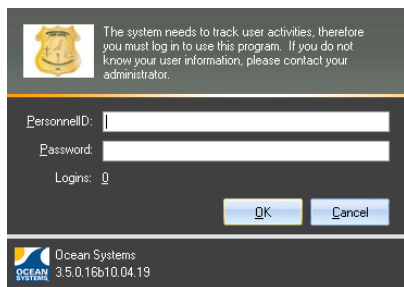 The system needs to track user activities, therefore
you must log in to use this program.  If you do not
know your user information, please contact your
administrator.
PersonnelID:
Password:
Logins: 0
OK Cancel
Ocean Systems
OCEAN
SYSTEMS
3.5.0.16b10.04.19